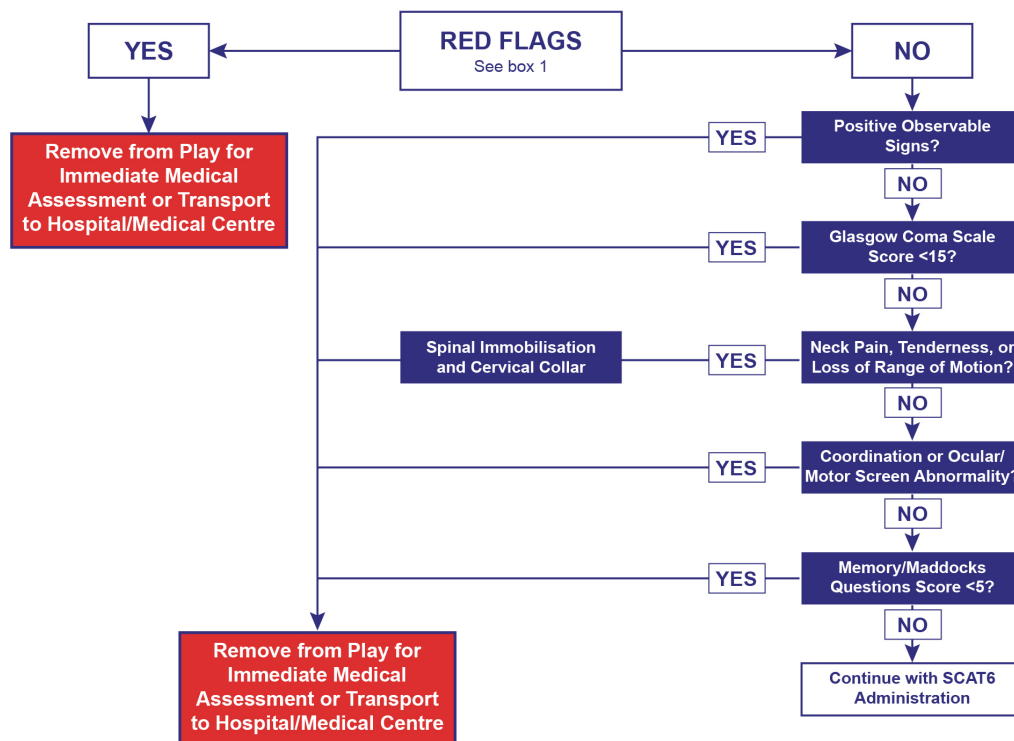 YES
RED FLAGS
See box 1
NO
Remove from Play for
Immediate Medical
Assessment or Transport
to Hospital/Medical Centre
YES
Positive Observable
Signs?
NO
YES
Glasgow Coma Scale
Score <15?
NO
Spinal Immobilisation
and Cervical Collar
YES
Neck Pain, Tenderness, or
Loss of Range of Motion?
NO
YES
Coordination or Ocular/
Motor Screen Abnormality?
NO
YES
Memory/Maddocks
Questions Score <5?
NO
Remove from Play for
Immediate Medical
Assessment or Transport
to Hospital/Medical Centre
Continue with SCAT6
Administration